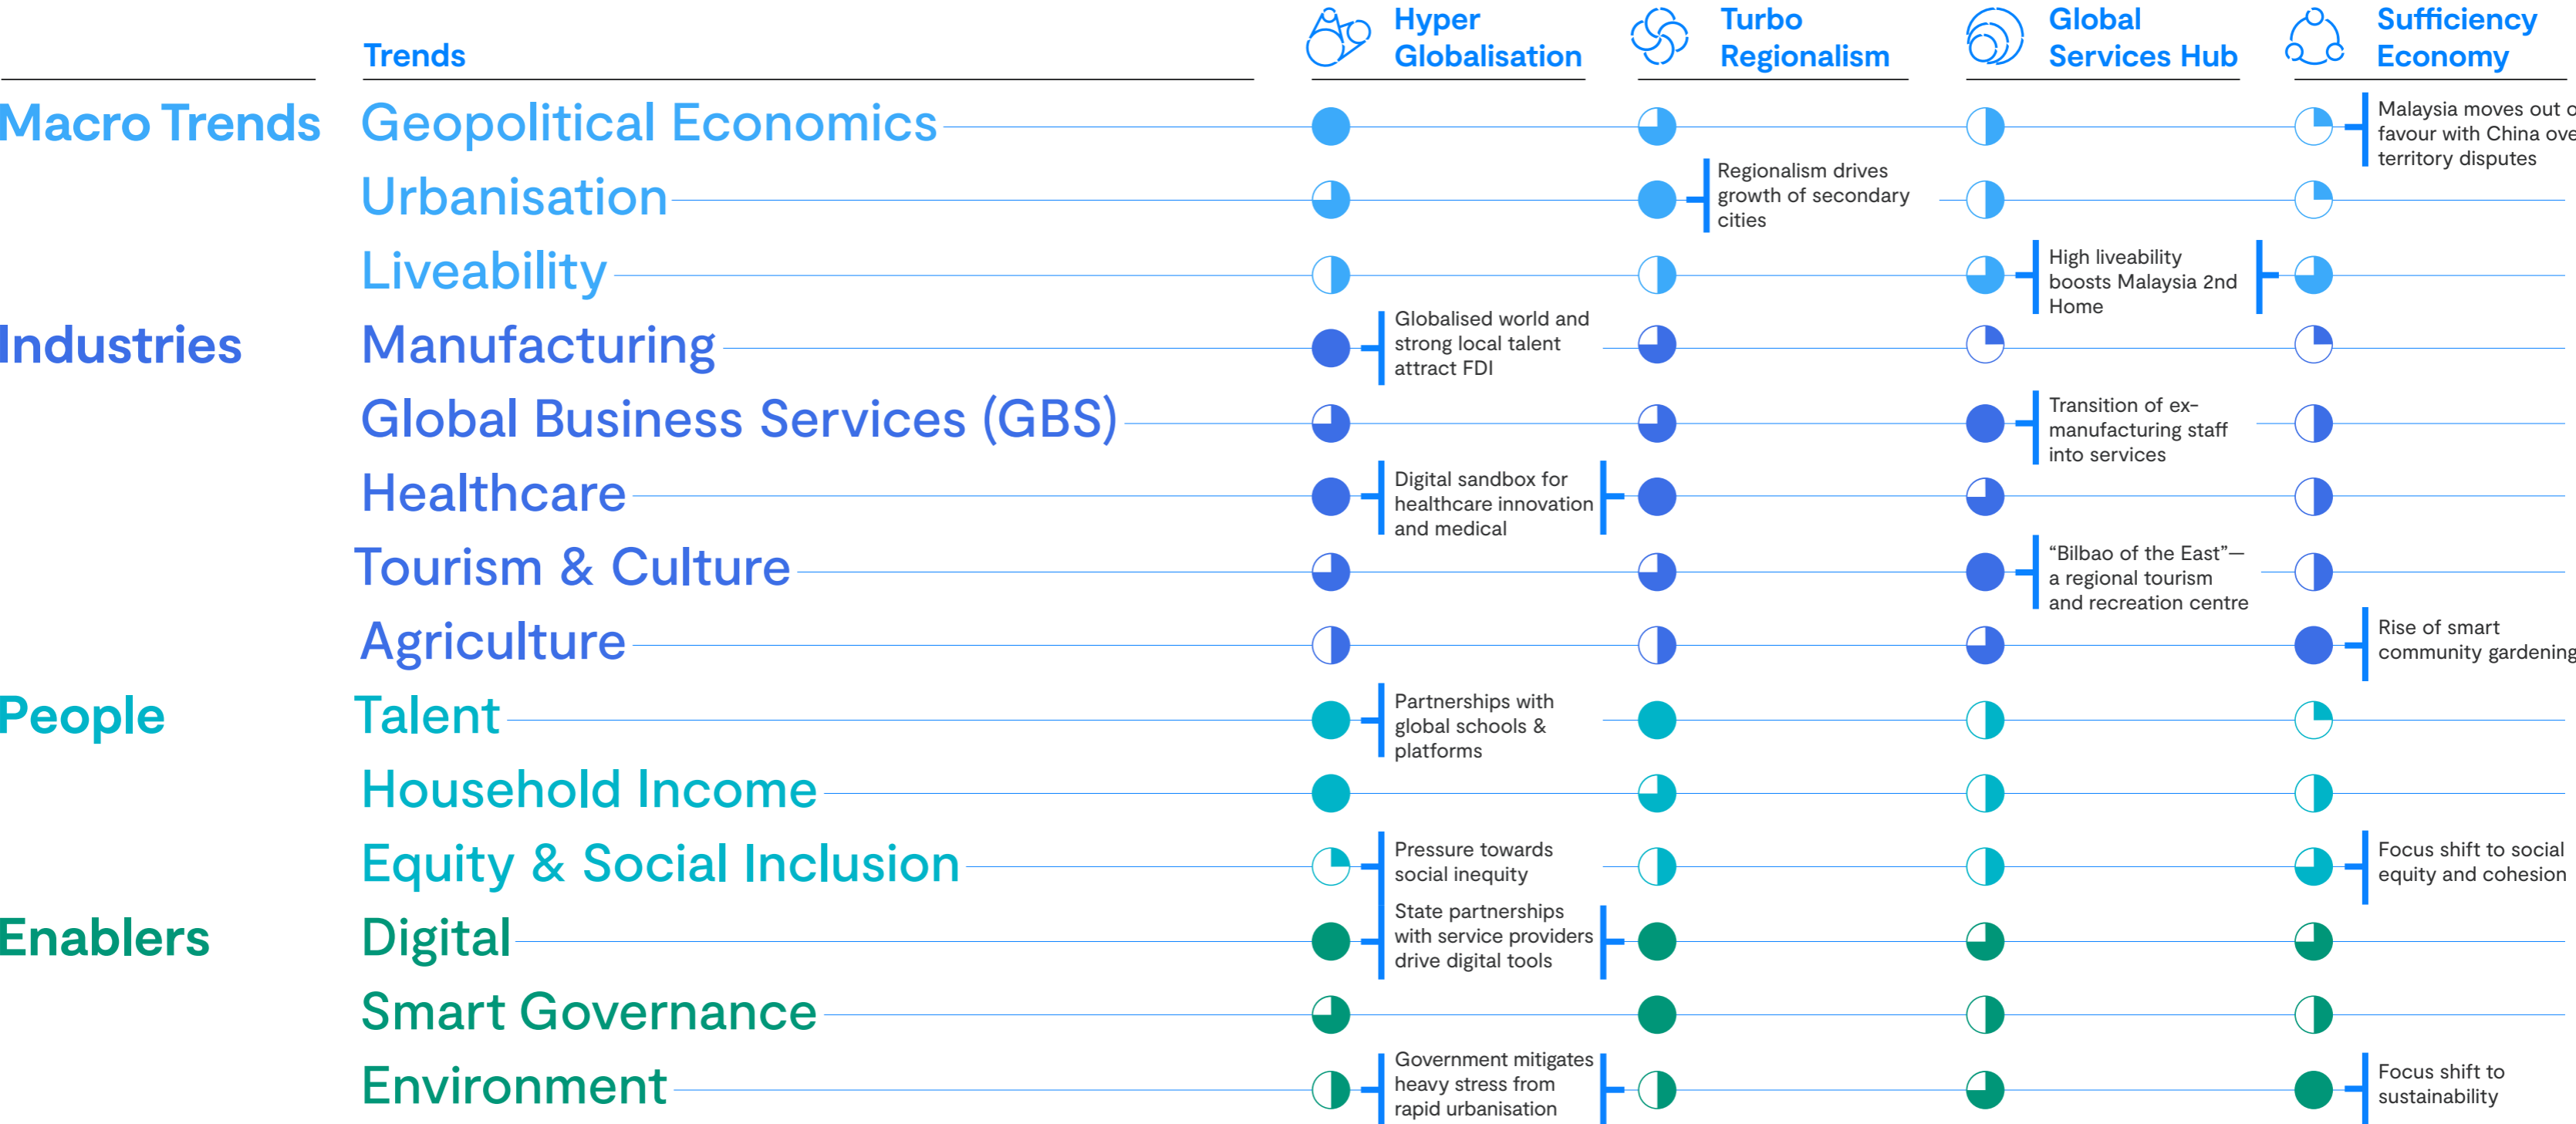 Trends
Hyper
Globalisation
Turbo
Regionalism
Global
Services Hub
Sufficiency
Economy
Macro Trends
Geopolitical Economics
Malaysia moves out o
favour with China ove
territory disputes
Urbanisation
Regionalism drives
growth of secondary
cities
Liveability
High liveability
boosts Malaysia 2nd
Home
Industries
Manufacturing
Globalised world and
strong local talent
attract FDI
Global Business Services (GBS)
Transition of ex-
manufacturing staff
into services
Healthcare
Digital sandbox for
healthcare innovation
and medical
Tourism & Culture
“Bilbao of the East”—
a regional tourism
and recreation centre
Agriculture
Rise of smart
community gardening
People
Talent
Partnerships with
global schools &
platforms
Household Income
Equity & Social Inclusion
Pressure towards
social inequity
Focus shift to social
equity and cohesion
Enablers
Digital
State partnerships
with service providers
drive digital tools
Smart Governance
Environment
Government mitigates
heavy stress from
rapid urbanisation
Focus shift to
sustainability